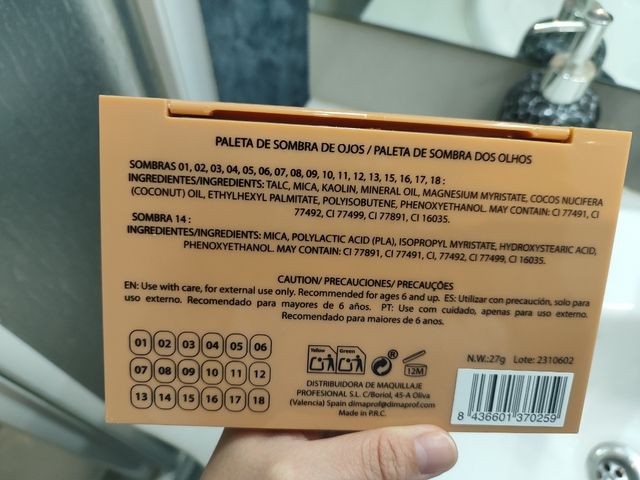 PALETA DE SOMBRA DE OJOS / PALETA DE SOMBRA DOS OLHOS
SOMBRAS 01, 02, 03, 04, 05, 06, 07, 08, 09, 10, 11, 12, 13, 15, 16, 17, 18 :
INGREDIENTES/INGREDIENTS: TALC, MICA, KAOLIN, MINERAL OIL, MAGNESIUM MYRISTATE, COCOS NUCIFERA
(COCONUT) OIL, ETHYLHEXYL PALMITATE, POLYISOBUTENE, PHENOXYETHANOL. MAY CONTAIN: CI 77491, CI
77492, CI 77499, CI 77891, CI 16035.
SOMBRA 14 :
INGREDIENTES/INGREDIENTS: MICA, POLYLACTIC ACID (PLA), ISOPROPYL MYRISTATE, HYDROXYSTEARIC ACID,
PHENOXYETHANOL. MAY CONTAIN: CI 77891, CI 77491, CI 77492, CI 77499, CI 16035.
CAUTION/ PRECAUCIONES/ PRECAUÇÕES
EN: Use with care, for external use only. Recommended for ages 6 and up. ES: Utilizar con precaución, solo para
uso externo. Recomendado para mayores de 6 años. PT: Use com cuidado, apenas para uso externo.
Recomendado para maiores de 6 anos.
01 02 03 04 05 06
07 08 09 10 11 12
13 14 15 16 17 18
Yellow Green
® 12M
DISTRIBUIDORA DE MAQUILLAJE
PROFESIONAL S.L. C/Boriol, 45-A Oliva
(Valencia) Spain dimaprof@dimaprof.com
Made in P.R.C.
N.W.:27g Lote: 2310602
8 436601 370259